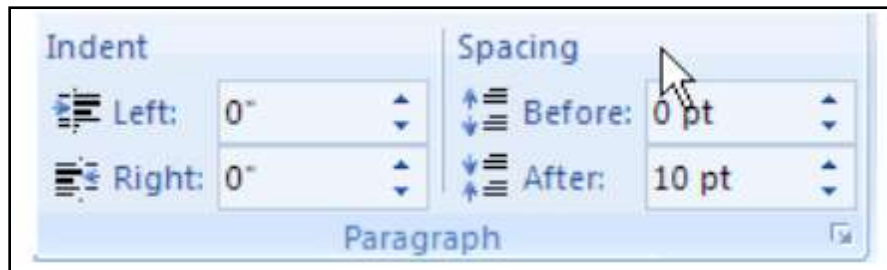 Indent Spacing
Left: 0" Before: 0 pt
Right: 0" After: 10 pt
Paragraph